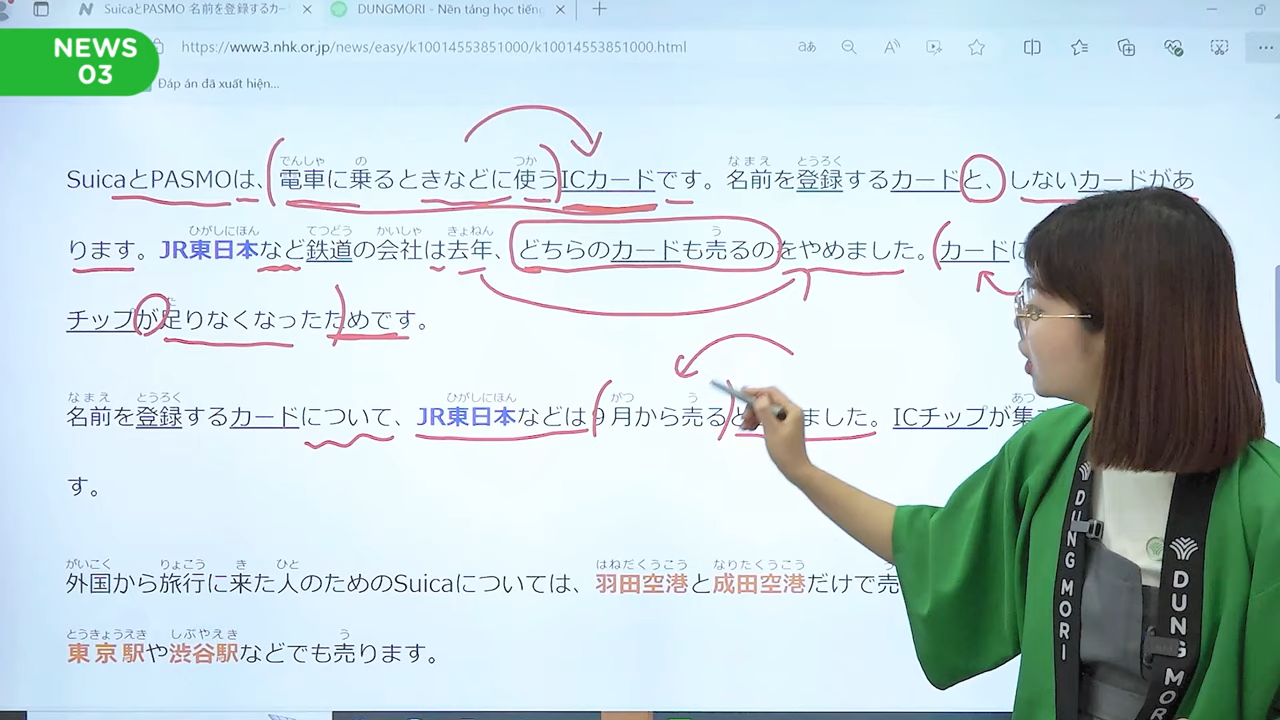 NEWS
03
SuicaとPASMO 名前を登録するカー
DUNGMORI - Nền tảng học tiếng
https://www3.nhk.or.jp/news/easy/k10014553851000/k10014553851000.html
Đáp án đã xuất hiện...
でんしゃ の つか なまえ とうろく
SuicaとPASMOは、電車に乗るときなどに使うICカードです。名前を登録するカードと、しないカードがあ
ひがしにほん てつどう かいしゃ きょねん う
ります。JR東日本など鉄道の会社は去年、どちらのカードも売るのをやめました。カードに
チップが足りなくなったためです。
なまえ とうろく ひがしにほん がつ う あつ
名前を登録するカードについて、JR東日本などは9月から売ると ました。ICチップが集
す。
がいこく りょこう き ひと はねだくうこう なりたくうこう
外国から旅行に来た人のためのSuicaについては、羽田空港と成田空港だけで売
とうきょうえき しぶやえき う
東京駅や渋谷駅などでも売ります。
DUNGMORI
DUNG MO